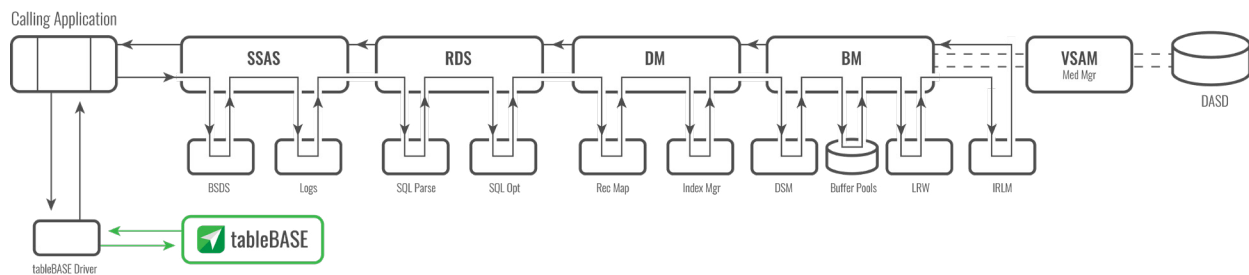 Calling Application
SSAS
RDS
DM
BM
VSAM
Med Mgr
DASD
BSDS
Logs
SQL Parse
SQL Opt
Rec Map
Index Mgr
DSM
Buffer Pools
LRW
IRLM
tableBASE
tableBASE Driver